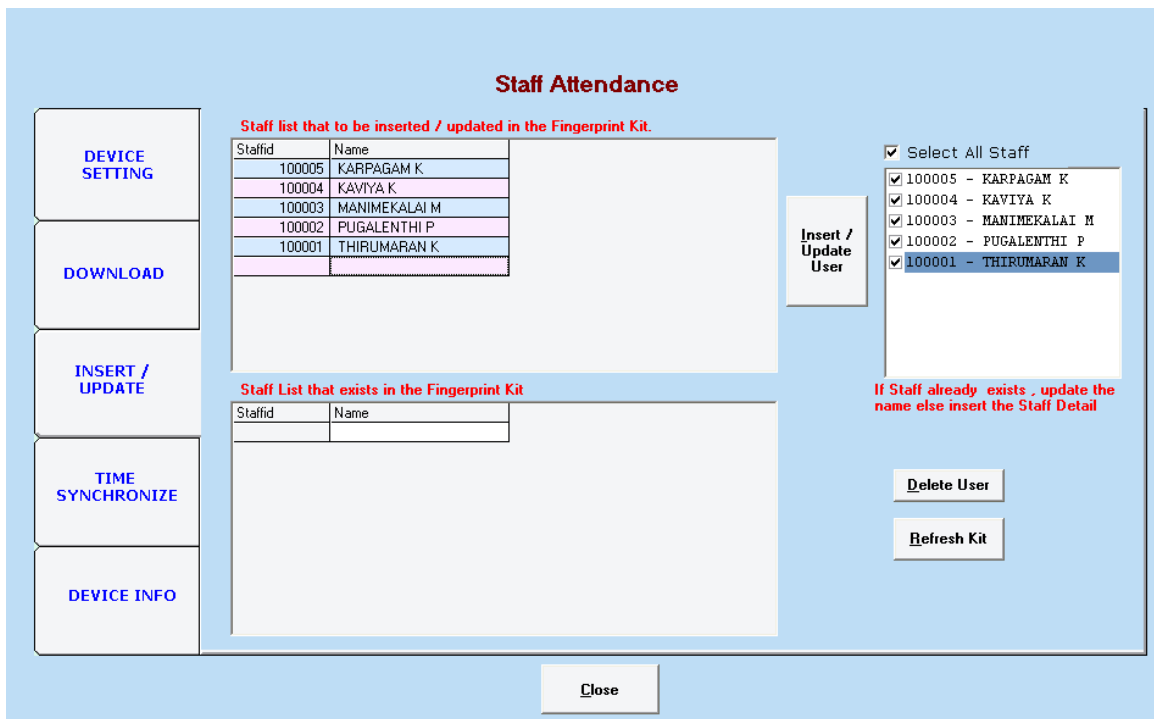 Staff Attendance
DEVICE
SETTING
DOWNLOAD
INSERT /
UPDATE
TIME
SYNCHRONIZE
DEVICE INFO
Staff list that to be inserted / updated in the Fingerprint Kit.
Staffid Name
100005 KARPAGAM K
100004 KAVIYA K
100003 MANIMEKALAI M
100002 PUGALENTHI P
100001 THIRUMARAN K
Insert /
Update
User
Select All Staff
100005 - KARPAGAM K
100004 - KAVIYA K
100003 - MANIMEKALAI M
100002 - PUGALENTHI P
100001 - THIRUMARAN K
If Staff already exists , update the
name else insert the Staff Detail
Staff List that exists in the Fingerprint Kit
Staffid Name
Delete User
Refresh Kit
Close